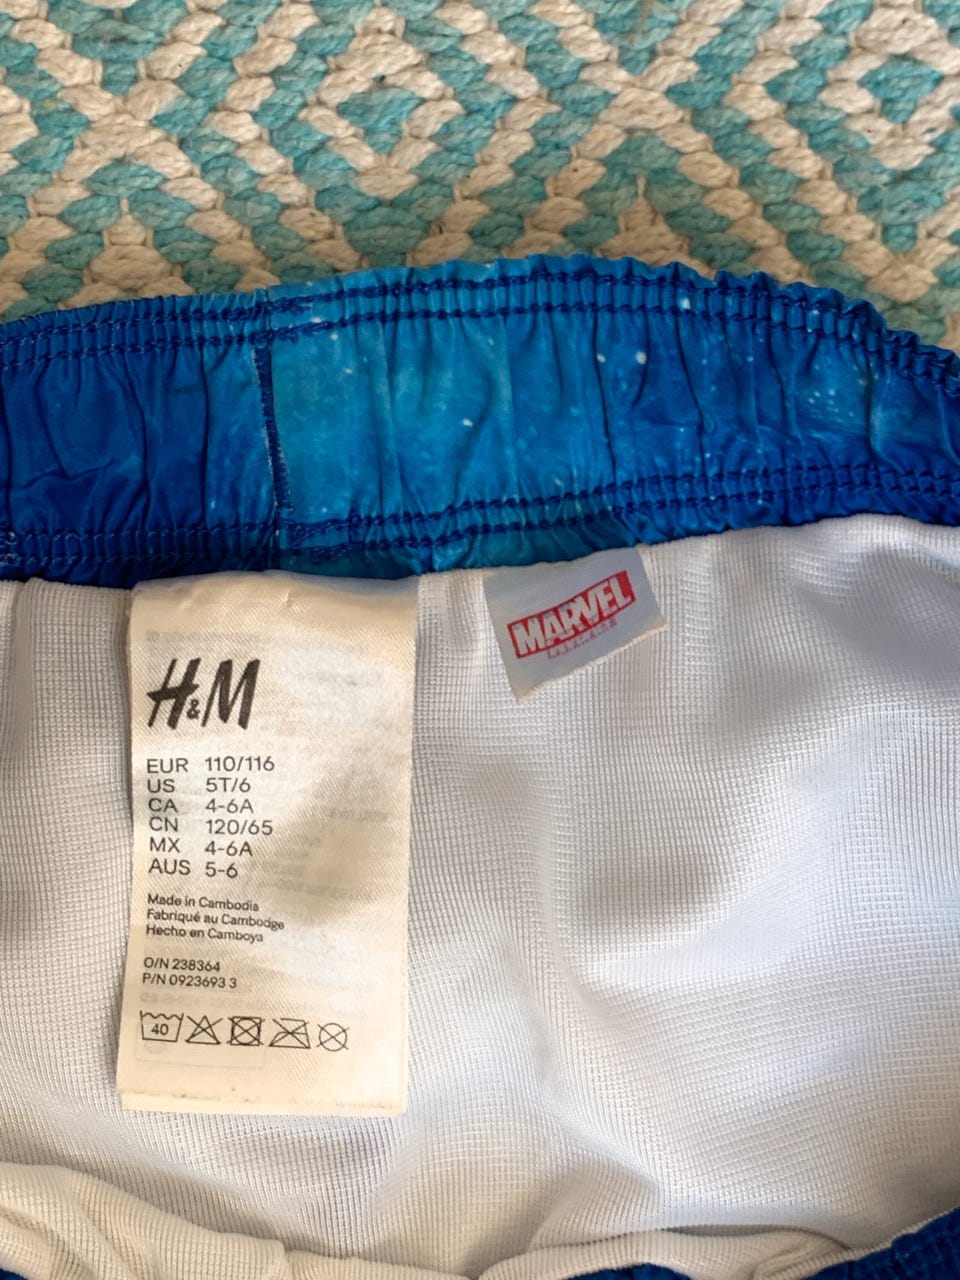 H&M
EUR 110/116
US 5T/6
CA 4-6A
CN 120/65
MX 4-6A
AUS 5-6
Made in Cambodia
Fabriqué au Cambodge
Hecho en Camboya
O/N 238364
P/N 0923693 3
40
MARVEL